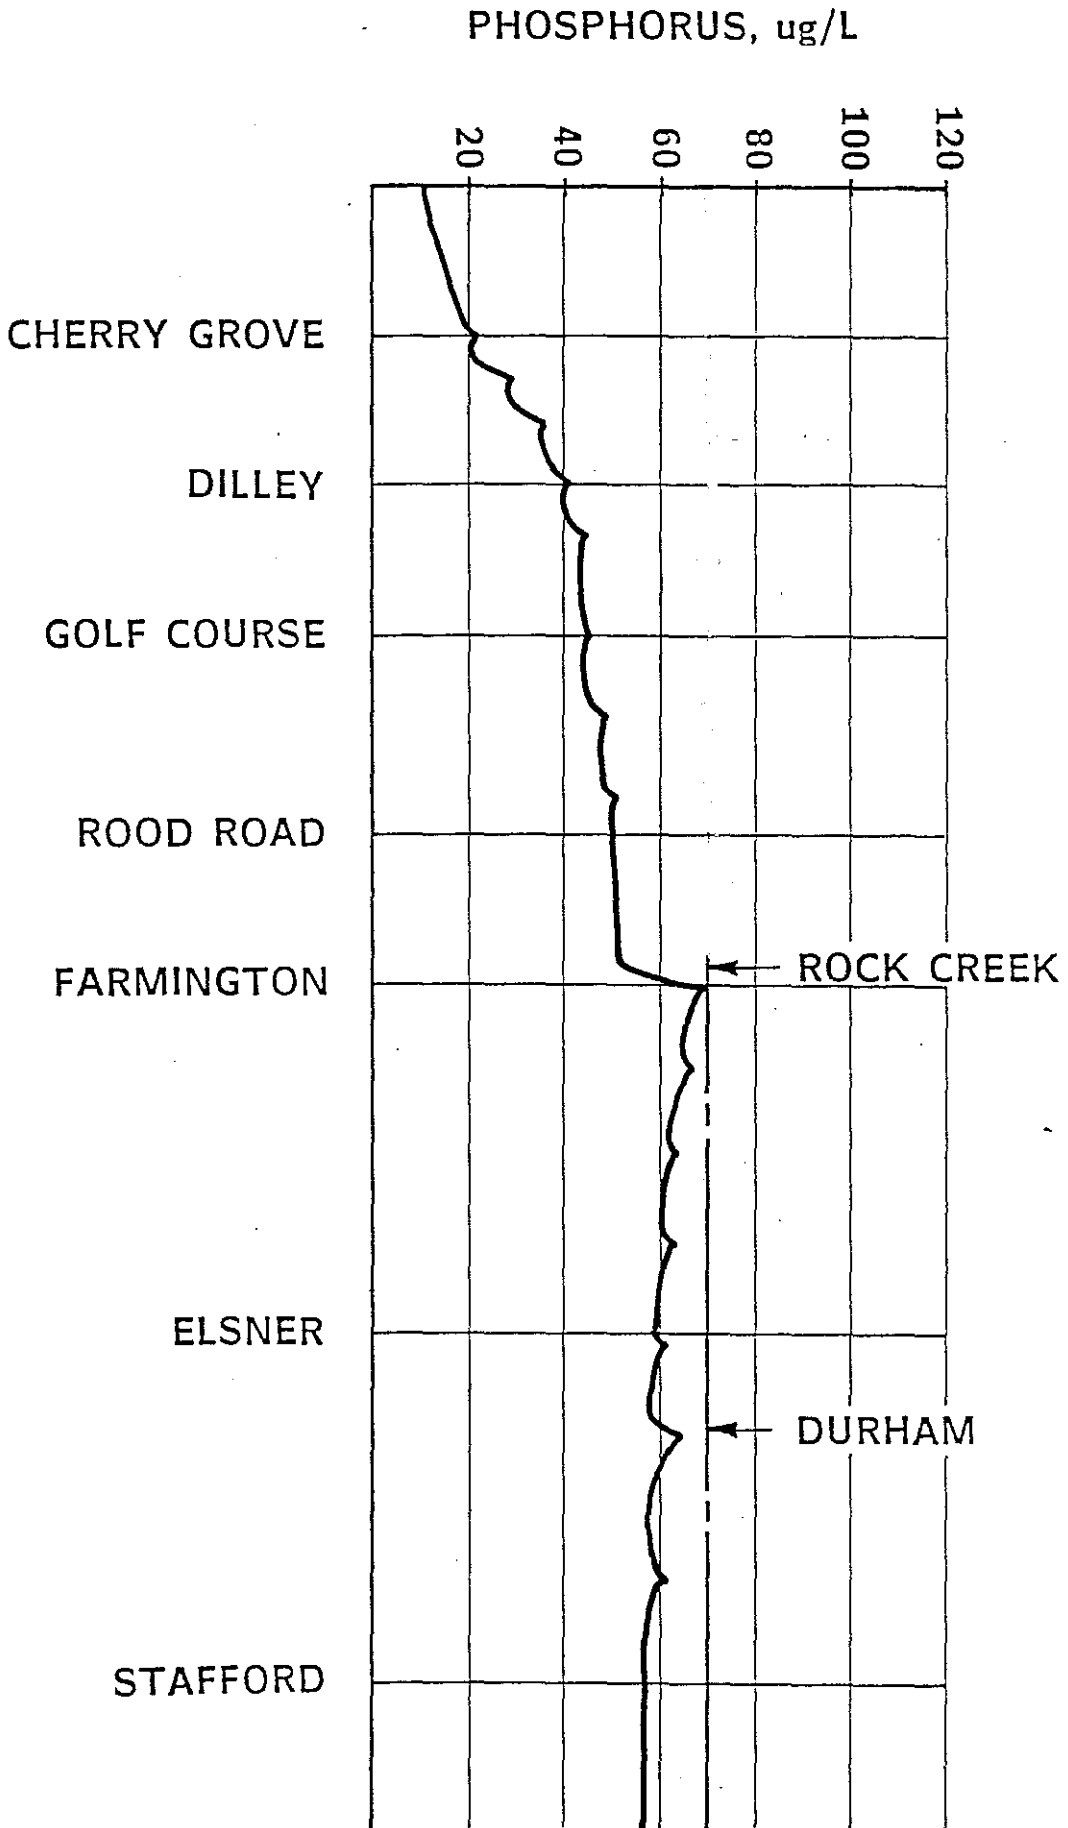 PHOSPHORUS, ug/L
20 40 60 80 100 120
CHERRY GROVE
DILLEY
GOLF COURSE
ROOD ROAD
ROCK CREEK
FARMINGTON
ELSNER
DURHAM
STAFFORD